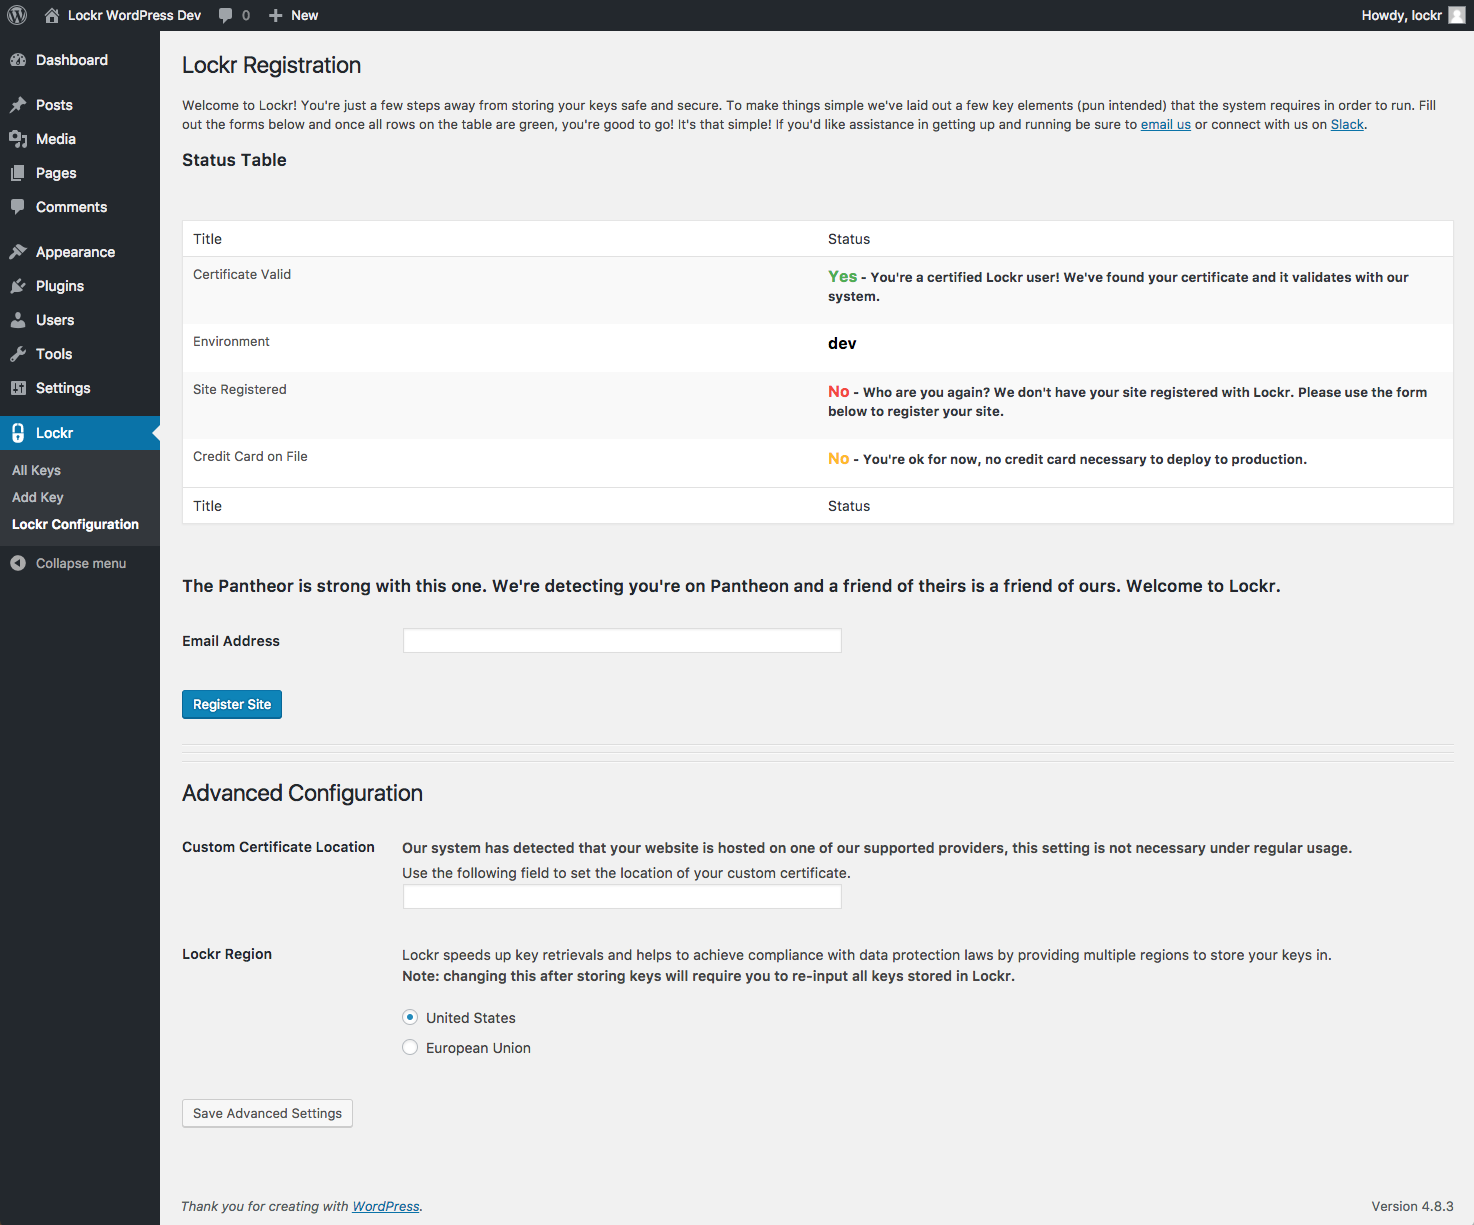 Lockr WordPress Dev 0 New Howdy, lockr
Dashboard
Posts
Media
Pages
Comments
Appearance
Plugins
Users
Tools
Settings
Lockr
All Keys
Add Key
Lockr Configuration
Collapse menu
Lockr Registration
Welcome to Lockr! You're just a few steps away from storing your keys safe and secure. To make things simple we've laid out a few key elements (pun intended) that the system requires in order to run. Fill
out the forms below and once all rows on the table are green, you're good to go! It's that simple! If you'd like assistance in getting up and running be sure to email us or connect with us on Slack.
Status Table
Title Status
Certificate Valid Yes - You're a certified Lockr user! We've found your certificate and it validates with our
system.
Environment dev
Site Registered No - Who are you again? We don't have your site registered with Lockr. Please use the form
below to register your site.
Credit Card on File No - You're ok for now, no credit card necessary to deploy to production.
Title Status
The Pantheor is strong with this one. We're detecting you're on Pantheon and a friend of theirs is a friend of ours. Welcome to Lockr.
Email Address
Register Site
Advanced Configuration
Custom Certificate Location Our system has detected that your website is hosted on one of our supported providers, this setting is not necessary under regular usage.
Use the following field to set the location of your custom certificate.
Lockr Region Lockr speeds up key retrievals and helps to achieve compliance with data protection laws by providing multiple regions to store your keys in.
Note: changing this after storing keys will require you to re-input all keys stored in Lockr.
United States
European Union
Save Advanced Settings
Thank you for creating with WordPress. Version 4.8.3